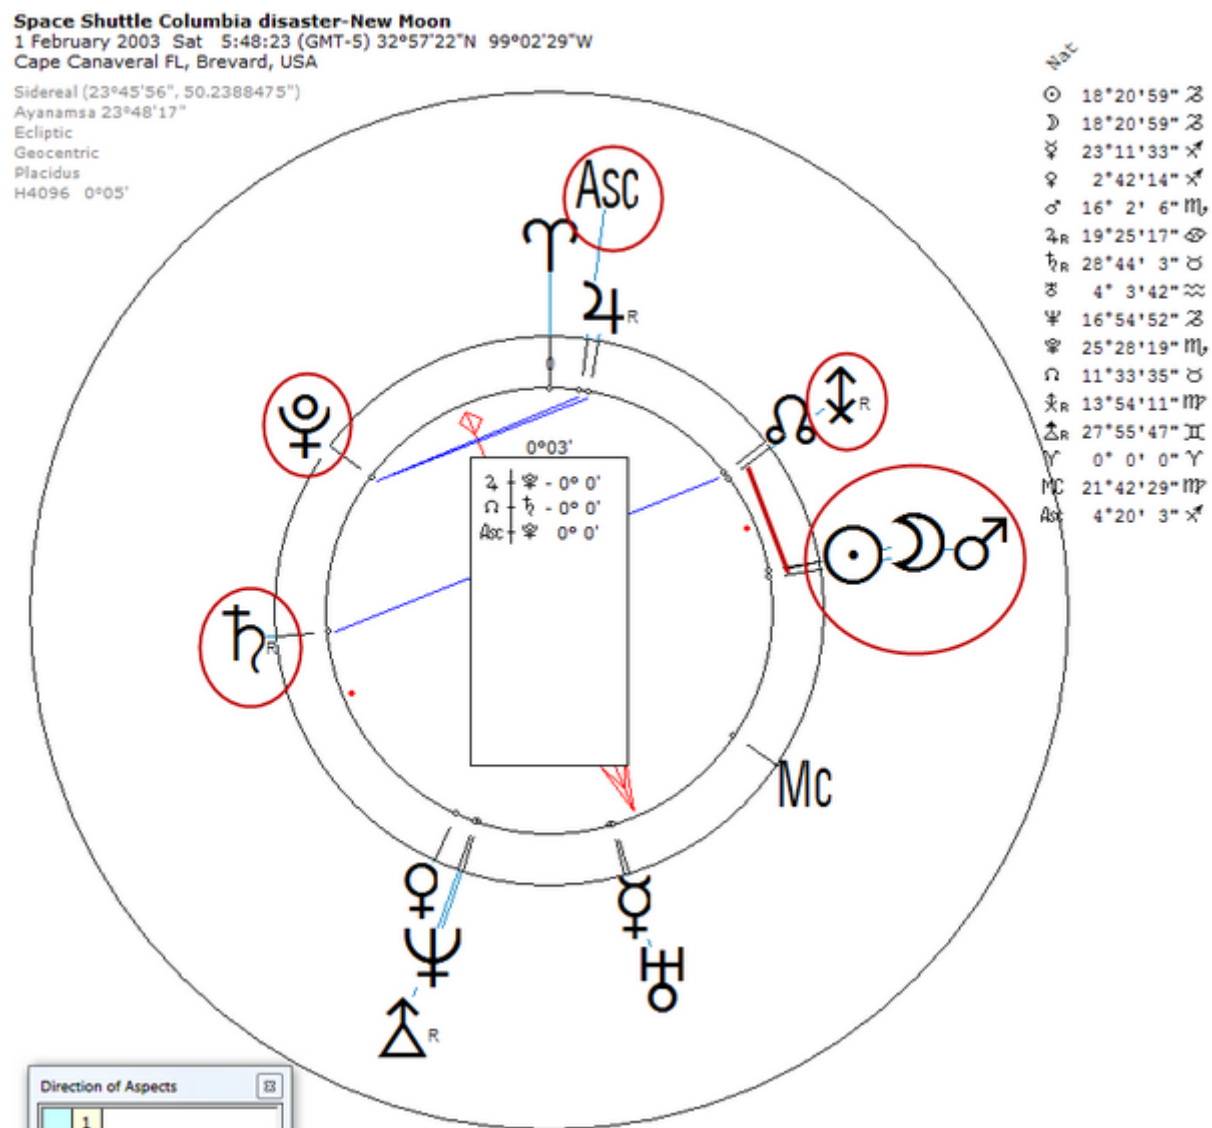 Space Shuttle Columbia disaster-New Moon
1 February 2003 Sat 5:48:23 (GMT-5) 32°57'22"N 99°02'29"W
Cape Canaveral FL, Brevard, USA
Sidereal (23°45'56", 50.2388475")
Ayanamsa 23°48'17"
Ecliptic
Geocentric
Placidus
H4096 0°05'
Nat
☉ 18°20'59" ♑
☽ 18°20'59" ♑
☿ 23°11'33" ♐
♀ 2°42'14" ♐
♂ 16° 2' 6" ♏
♃R 19°25'17" ♋
♄R 28°44' 3" ♉
♅ 4° 3'42" ♒
♆ 16°54'52" ♑
25°28'19" ♏
☊ 11°33'35" ♉
R 13°54'11" ♍
R 27°55'47" ♊
♈ 0° 0' 0" ♈
MC 21°42'29" ♍
Asc 4°20' 3" ♐
Asc
♈
♃ R
☊ R
☉ ☽ ♂
♄ R
Mc
♀
♆
R
☿
♅
0
0°03'
♃ - 0° 0'
☊ ♄ - 0° 0'
Asc 0° 0'
Direction of Aspects
1